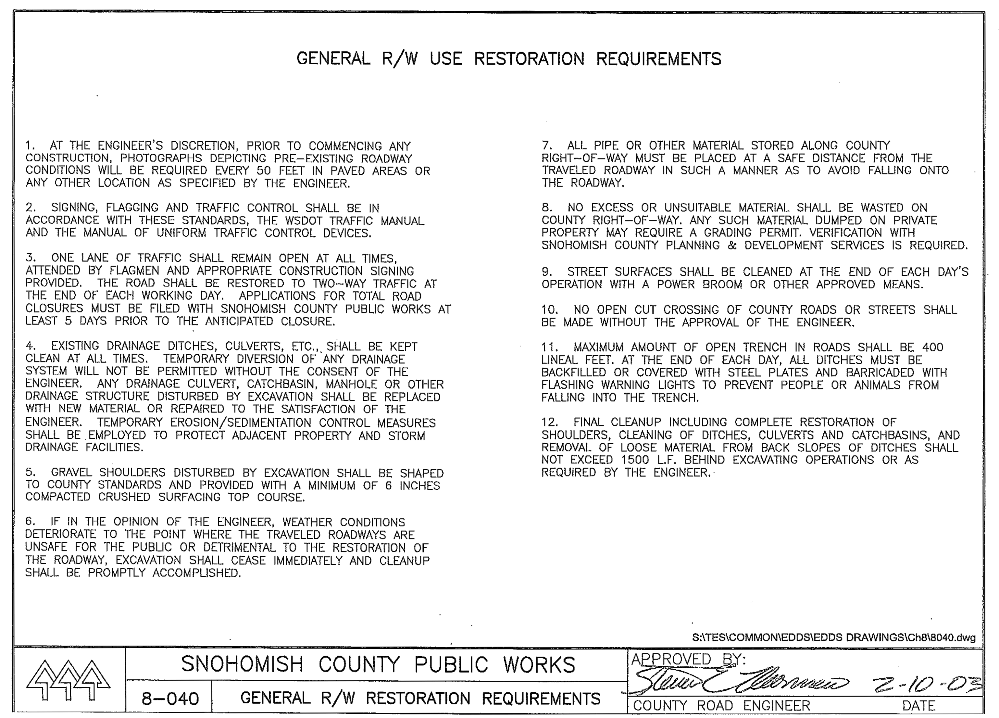 GENERAL R/W USE RESTORATION REQUIREMENTS
1. AT THE ENGINEER'S DISCRETION, PRIOR TO COMMENCING ANY
CONSTRUCTION, PHOTOGRAPHS DEPICTING PRE-EXISTING ROADWAY
CONDITIONS WILL BE REQUIRED EVERY 50 FEET IN PAVED AREAS OR
ANY OTHER LOCATION AS SPECIFIED BY THE ENGINEER.
2. SIGNING, FLAGGING AND TRAFFIC CONTROL SHALL BE IN
ACCORDANCE WITH THESE STANDARDS, THE WSDOT TRAFFIC MANUAL
AND THE MANUAL OF UNIFORM TRAFFIC CONTROL DEVICES.
3. ONE LANE OF TRAFFIC SHALL REMAIN OPEN AT ALL TIMES,
ATTENDED BY FLAGMEN AND APPROPRIATE CONSTRUCTION SIGNING
PROVIDED. THE ROAD SHALL BE RESTORED TO TWO-WAY TRAFFIC AT
THE END OF EACH WORKING DAY. APPLICATIONS FOR TOTAL ROAD
CLOSURES MUST BE FILED WITH SNOHOMISH COUNTY PUBLIC WORKS AT
LEAST 5 DAYS PRIOR TO THE ANTICIPATED CLOSURE.
4. EXISTING DRAINAGE DITCHES, CULVERTS, ETC., SHALL BE KEPT
CLEAN AT ALL TIMES. TEMPORARY DIVERSION OF ANY DRAINAGE
SYSTEM WILL NOT BE PERMITTED WITHOUT THE CONSENT OF THE
ENGINEER. ANY DRAINAGE CULVERT, CATCHBASIN, MANHOLE OR OTHER
DRAINAGE STRUCTURE DISTURBED BY EXCAVATION SHALL BE REPLACED
WITH NEW MATERIAL OR REPAIRED TO THE SATISFACTION OF THE
ENGINEER. TEMPORARY EROSION/SEDIMENTATION CONTROL MEASURES
SHALL BE EMPLOYED TO PROTECT ADJACENT PROPERTY AND STORM
DRAINAGE FACILITIES.
5. GRAVEL SHOULDERS DISTURBED BY EXCAVATION SHALL BE SHAPED
TO COUNTY STANDARDS AND PROVIDED WITH A MINIMUM OF 6 INCHES
COMPACTED CRUSHED SURFACING TOP COURSE.
6. IF IN THE OPINION OF THE ENGINEER, WEATHER CONDITIONS
DETERIORATE TO THE POINT WHERE THE TRAVELED ROADWAYS ARE
UNSAFE FOR THE PUBLIC OR DETRIMENTAL TO THE RESTORATION OF
THE ROADWAY, EXCAVATION SHALL CEASE IMMEDIATELY AND CLEANUP
SHALL BE PROMPTLY ACCOMPLISHED.
7. ALL PIPE OR OTHER MATERIAL STORED ALONG COUNTY
RIGHT-OF-WAY MUST BE PLACED AT A SAFE DISTANCE FROM THE
TRAVELED ROADWAY IN SUCH A MANNER AS TO AVOID FALLING ONTO
THE ROADWAY.
8. NO EXCESS OR UNSUITABLE MATERIAL SHALL BE WASTED ON
COUNTY RIGHT-OF-WAY. ANY SUCH MATERIAL DUMPED ON PRIVATE
PROPERTY MAY REQUIRE A GRADING PERMIT. VERIFICATION WITH
SNOHOMISH COUNTY PLANNING & DEVELOPMENT SERVICES IS REQUIRED.
9. STREET SURFACES SHALL BE CLEANED AT THE END OF EACH DAY'S
OPERATION WITH A POWER BROOM OR OTHER APPROVED MEANS.
10. NO OPEN CUT CROSSING OF COUNTY ROADS OR STREETS SHALL
BE MADE WITHOUT THE APPROVAL OF THE ENGINEER.
11. MAXIMUM AMOUNT OF OPEN TRENCH IN ROADS SHALL BE 400
LINEAL FEET. AT THE END OF EACH DAY, ALL DITCHES MUST BE
BACKFILLED OR COVERED WITH STEEL PLATES AND BARRICADED WITH
FLASHING WARNING LIGHTS TO PREVENT PEOPLE OR ANIMALS FROM
FALLING INTO THE TRENCH.
12. FINAL CLEANUP INCLUDING COMPLETE RESTORATION OF
SHOULDERS, CLEANING OF DITCHES, CULVERTS AND CATCHBASINS, AND
REMOVAL OF LOOSE MATERIAL FROM BACK SLOPES OF DITCHES SHALL
NOT EXCEED 1500 L.F. BEHIND EXCAVATING OPERATIONS OR AS
REQUIRED BY THE ENGINEER.
S:\TES\COMMON\EDDS\EDDS DRAWINGS\Ch8\8040.dwg
SNOHOMISH COUNTY PUBLIC WORKS
8-040
GENERAL R/W RESTORATION REQUIREMENTS
APPROVED BY:
2-10-03
COUNTY ROAD ENGINEER DATE